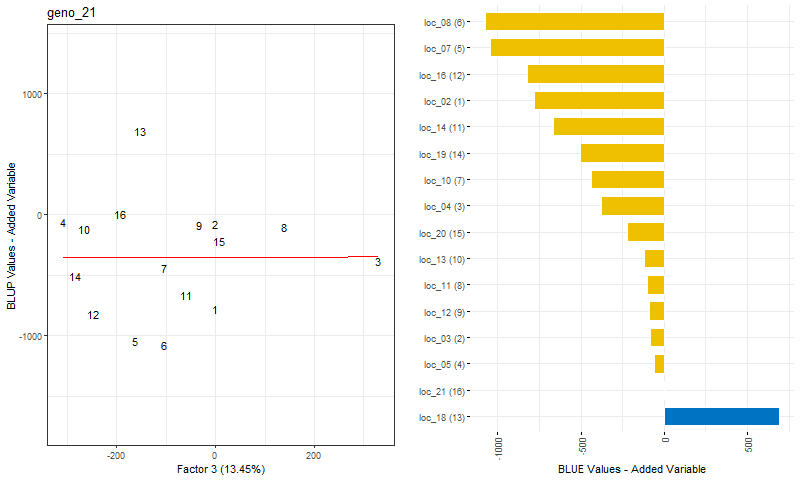 geno_21
BLUP Values - Added Variable
1000
0
-1000
13
4
10
16
9
2
8
15
7
3
14
11
12
1
5
6
-200
0
200
Factor 3 (13.45%)
loc_08 (6)
loc_07 (5)
loc_16 (12)
loc_02 (1)
loc_14 (11)
loc_19 (14)
loc_10 (7)
loc_04 (3)
loc_20 (15)
loc_13 (10)
loc_11 (8)
loc_12 (9)
loc_03 (2)
loc_05 (4)
loc_21 (16)
loc_18 (13)
-1000
-500
0
500
BLUE Values - Added Variable